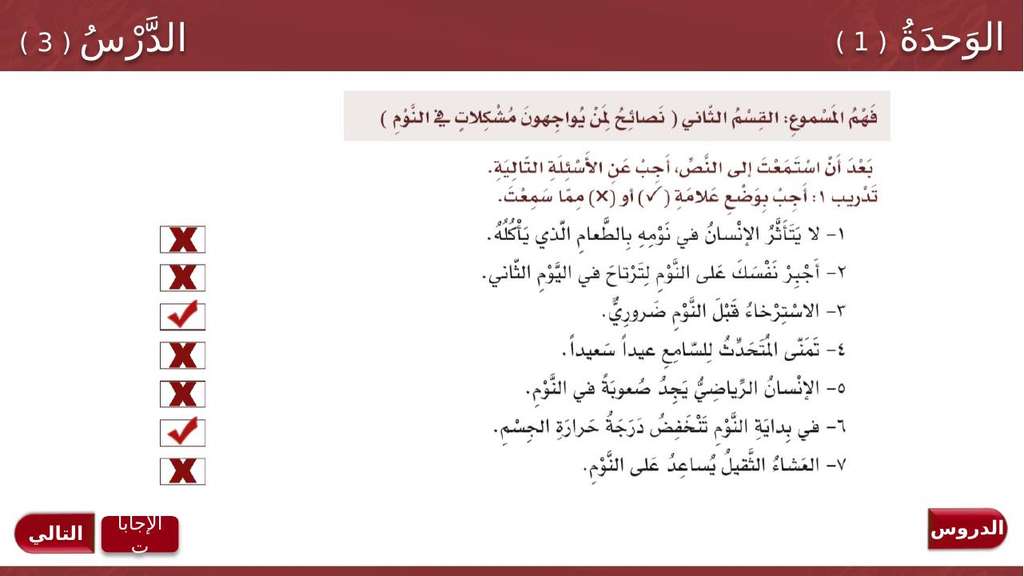 الوَحدَةُ ( 1 )
الدَّرْسُ ( 3 )
فَهْمُ المَسْموعِ: القِسْمُ الثّاني ( نَصائِحُ لِمَنْ يُواجِهونَ مُشْكِلاتٍ في النَّوْمِ )
بَعْدَ أَنْ اسْتَمَعْتَ إلى النَّصِّ، أَجِبْ عَنِ الأَسْئِلَةِ التّالِيَةِ.
تَدْريب ١: أَجِبْ بِوَضْعِ عَلامَةِ (✓) أو (✗) مِمّا سَمِعْتَ.
١- لا يَتَأَثَّرُ الإنْسانُ في نَوْمِهِ بِالطَّعامِ الّذي يَأْكُلُهُ.
٢- أَجْبِرْ نَفْسَكَ عَلى النَّوْمِ لِتَرْتاحَ في اليَّوْمِ الثّاني.
٣- الاسْتِرْخاءُ قَبْلَ النَّوْمِ ضَروريٌّ.
٤- تَمَنّى المُتَحَدِّثُ لِلسّامِعِ عيداً سَعيداً.
٥- الإنْسانُ الرِّياضِيُّ يَجِدُ صُعوبَةً في النَّوْمِ.
٦- في بِدايَةِ النَّوْمِ تَنْخَفِضُ دَرَجَةُ حَرارَةِ الجِسْمِ.
٧- العَشاءُ الثَّقيلُ يُساعِدُ عَلى النَّوْمِ.
الدروس
الإجابا
ت
التالي